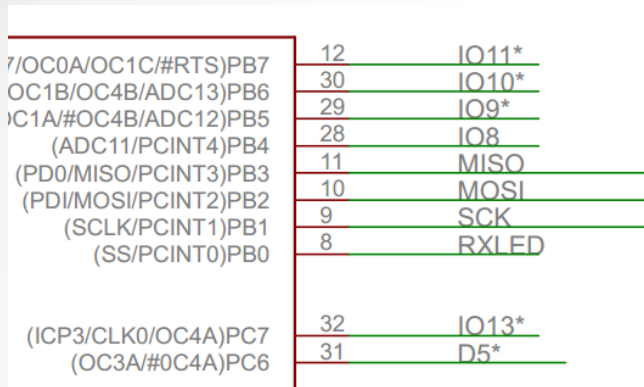 7/OC0A/OC1C/#RTS)PB7 12 IO11*
OC1B/OC4B/ADC13)PB6 30 IO10*
OC1A/#OC4B/ADC12)PB5 29 IO9*
(ADC11/PCINT4)PB4 28 IO8
(PD0/MISO/PCINT3)PB3 11 MISO
(PDI/MOSI/PCINT2)PB2 10 MOSI
(SCLK/PCINT1)PB1 9 SCK
(SS/PCINT0)PB0 8 RXLED
(ICP3/CLK0/OC4A)PC7 32 IO13*
(OC3A/#0C4A)PC6 31 D5*